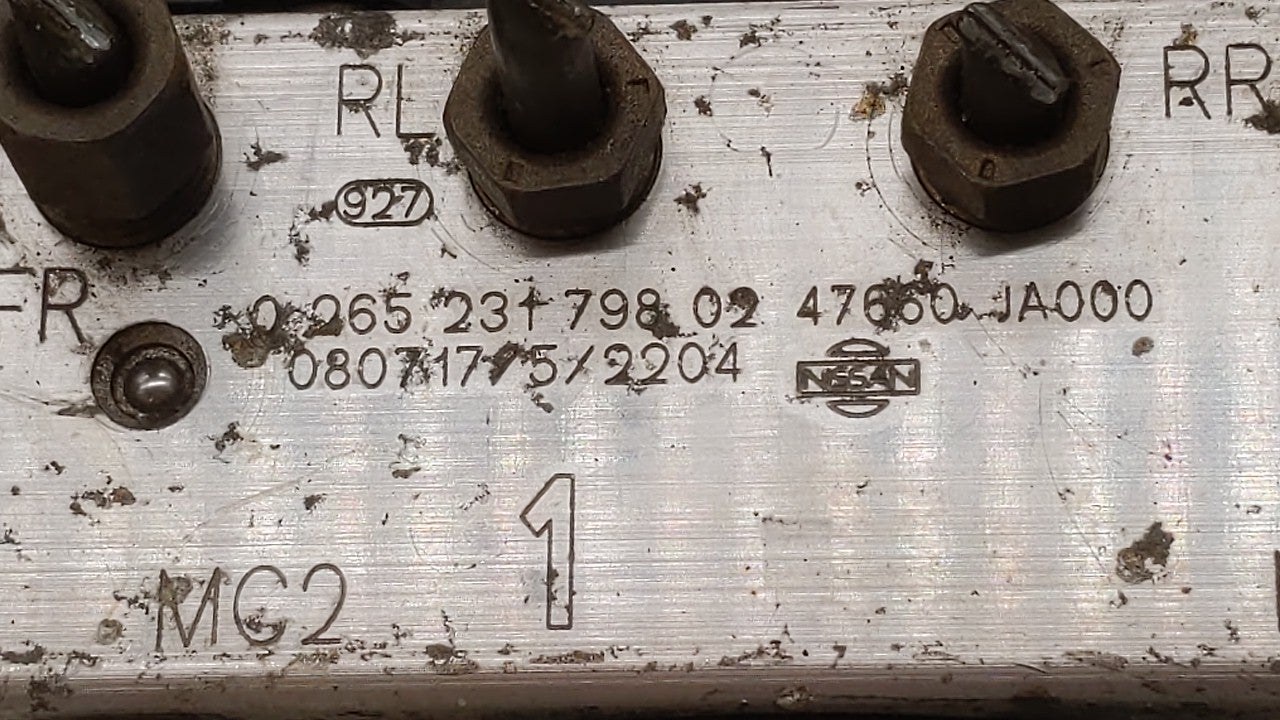 RL
RR
927
FR
0 265 231 798 02 47660 JA000
080717/5/2204
NISSAN
1
MC2